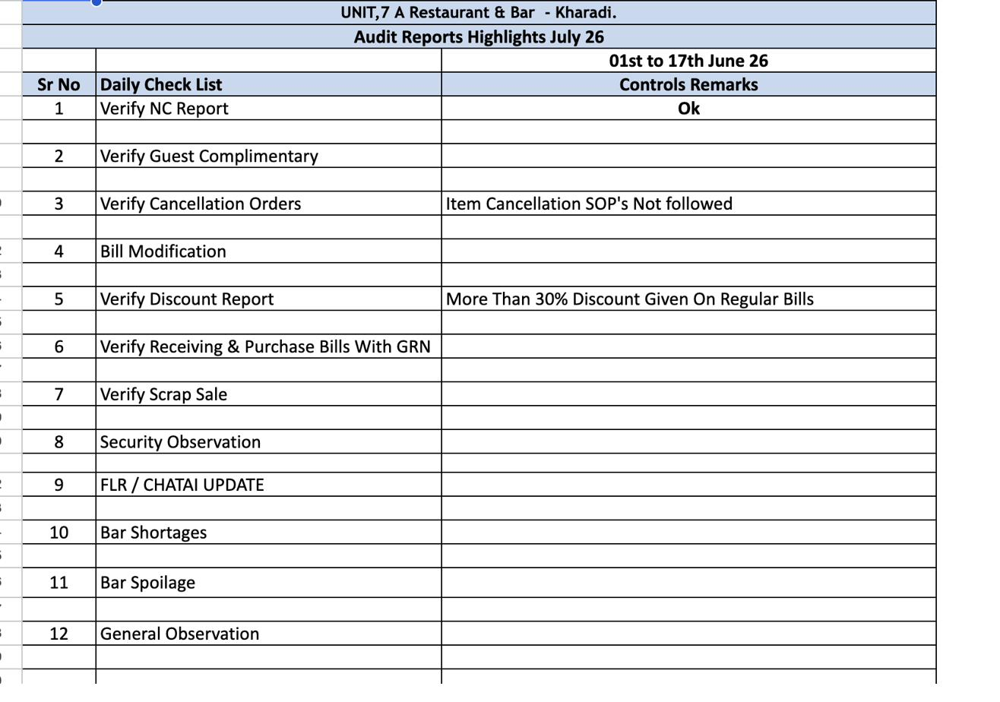 UNIT,7 A Restaurant & Bar - Kharadi.
Audit Reports Highlights July 26
01st to 17th June 26
Sr No Daily Check List Controls Remarks
1 Verify NC Report Ok
2 Verify Guest Complimentary
3 Verify Cancellation Orders Item Cancellation SOP's Not followed
4 Bill Modification
5 Verify Discount Report More Than 30% Discount Given On Regular Bills
6 Verify Receiving & Purchase Bills With GRN
7 Verify Scrap Sale
8 Security Observation
9 FLR / CHATAI UPDATE
10 Bar Shortages
11 Bar Spoilage
12 General Observation